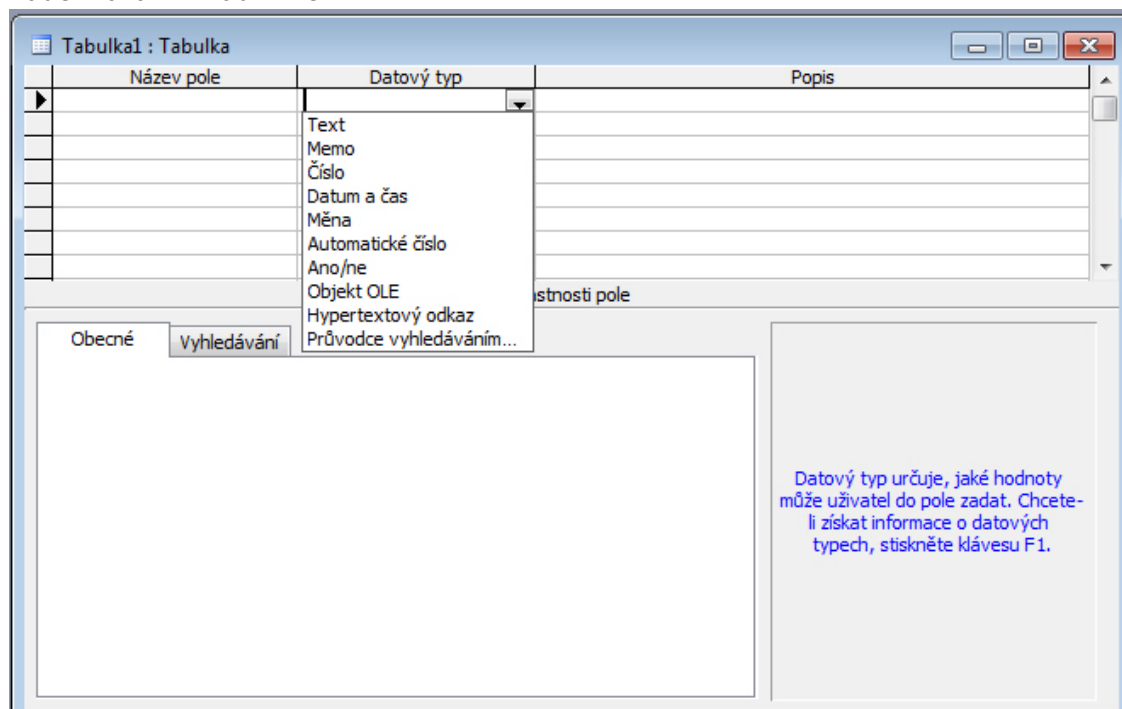 Tabulka1 : Tabulka
Název pole Datový typ Popis
Text
Memo
Číslo
Datum a čas
Měna
Automatické číslo
Ano/ne
Objekt OLE
Hypertextový odkaz
Průvodce vyhledáváním...
pole
Obecné Vyhledávání
Datový typ určuje, jaké hodnoty
může uživatel do pole zadat. Chcete-
li získat informace o datových
typech, stiskněte klávesu F1.